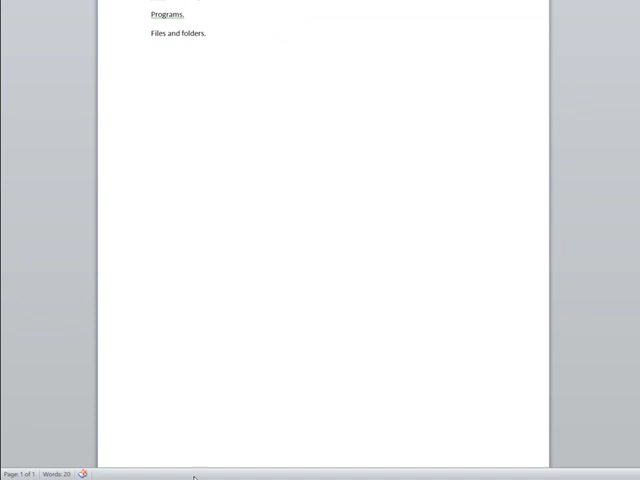 Programs.
Files and folders.
Page: 1 of 1 Words: 20